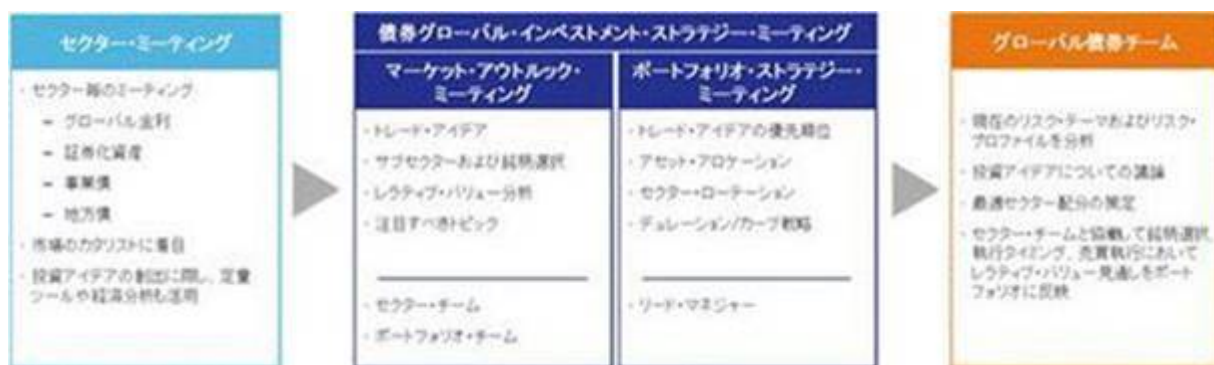 セクター・ミーティング
・セクター毎のミーティング
－ グローバル金利
－ 証券化資産
－ 事業債
－ 地方債
・市場のカタリストに着目
・投資アイデアの創出に際し、定量
ツールや経済分析も活用
債券グローバル・インベストメント・ストラテジー・ミーティング
マーケット・アウトルック・
ミーティング
・トレード・アイデア
・サブセクターおよび銘柄選択
・レラティブ・バリュー分析
・注目すべきトピック
・セクター・チーム
・ポートフォリオ・チーム
ポートフォリオ・ストラテジー・
ミーティング
・トレード・アイデアの優先順位
・アセット・アロケーション
・セクター・ローテーション
・デュレーション/カーブ戦略
・リード・マネジャー
グローバル債券チーム
・現在のリスク・テーマおよびリスク・
プロファイルを分析
・投資アイデアについての議論
・最適セクター配分の策定
・セクター・チームと協働して銘柄選択、
執行タイミング、売買執行において
レラティブ・バリュー見通しをポート
フォリオに反映